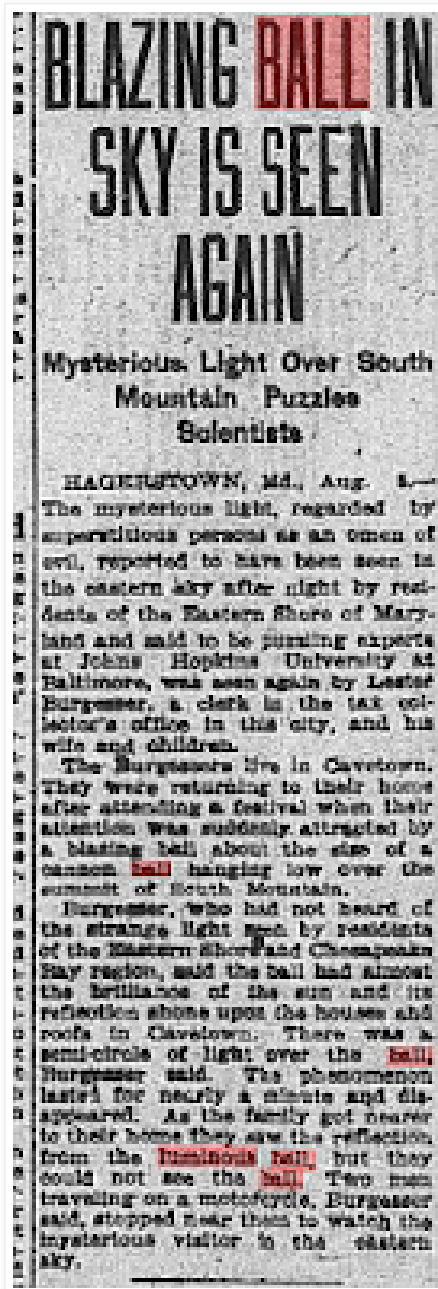 BLAZING BALL IN
SKY IS SEEN
AGAIN
Mysterious Light Over South
Mountain Puzzles
Scientists
HAGERSTOWN, Md., Aug.
The mysterious light, regarded by
superstitious persons as an omen of
evil, reported to have been seen in
the eastern sky after night by resi-
dents of the Eastern Shore of Mary-
land and said to be puzzling experts
at Johns Hopkins University at
Baltimore, was seen again by Lester
Burgesser, a clerk in the tax col-
lector's office in this city, and his
wife and children.
The Burgessers live in Cavetown.
They were returning to their home
after attending a festival when their
attention was suddenly attracted by
a blazing ball about the size of a
cannon ball hanging low over the
summit of South Mountain.
Burgesser, who had not heard of
the strange light seen by residents
of the Eastern Shore and Chesapeake
Bay region, said the ball had almost
the brilliance of the sun and its
reflection shone upon the houses and
roofs in Cavetown. There was a
semi-circle of light over the ball,
Burgesser said. The phenomenon
lasted for nearly a minute and dis-
appeared. As the family got nearer
to their home they saw the reflection
from the luminous ball, but they
could not see the ball. Two men
traveling on a motorcycle, Burgesser
said, stopped near them to watch the
mysterious visitor in the eastern
sky.